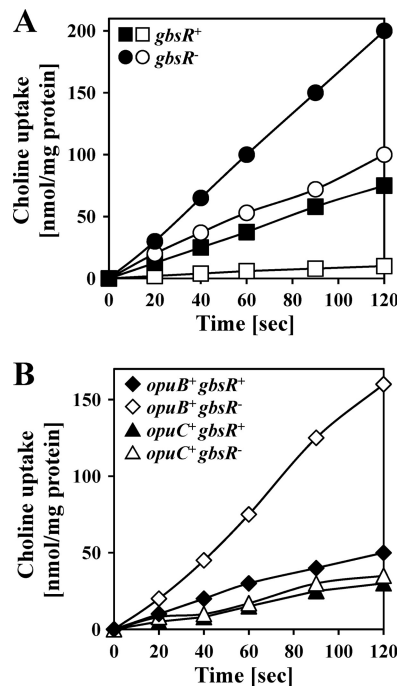 A
gbsR+
gbsR-
200
150
100
50
0
Choline uptake
[nmol/mg protein]
0 20 40 60 80 100 120
Time [sec]
B
opuB+ gbsR+
opuB+ gbsR-
opuC+ gbsR+
opuC+ gbsR-
150
100
50
0
Choline uptake
[nmol/mg protein]
0 20 40 60 80 100 120
Time [sec]